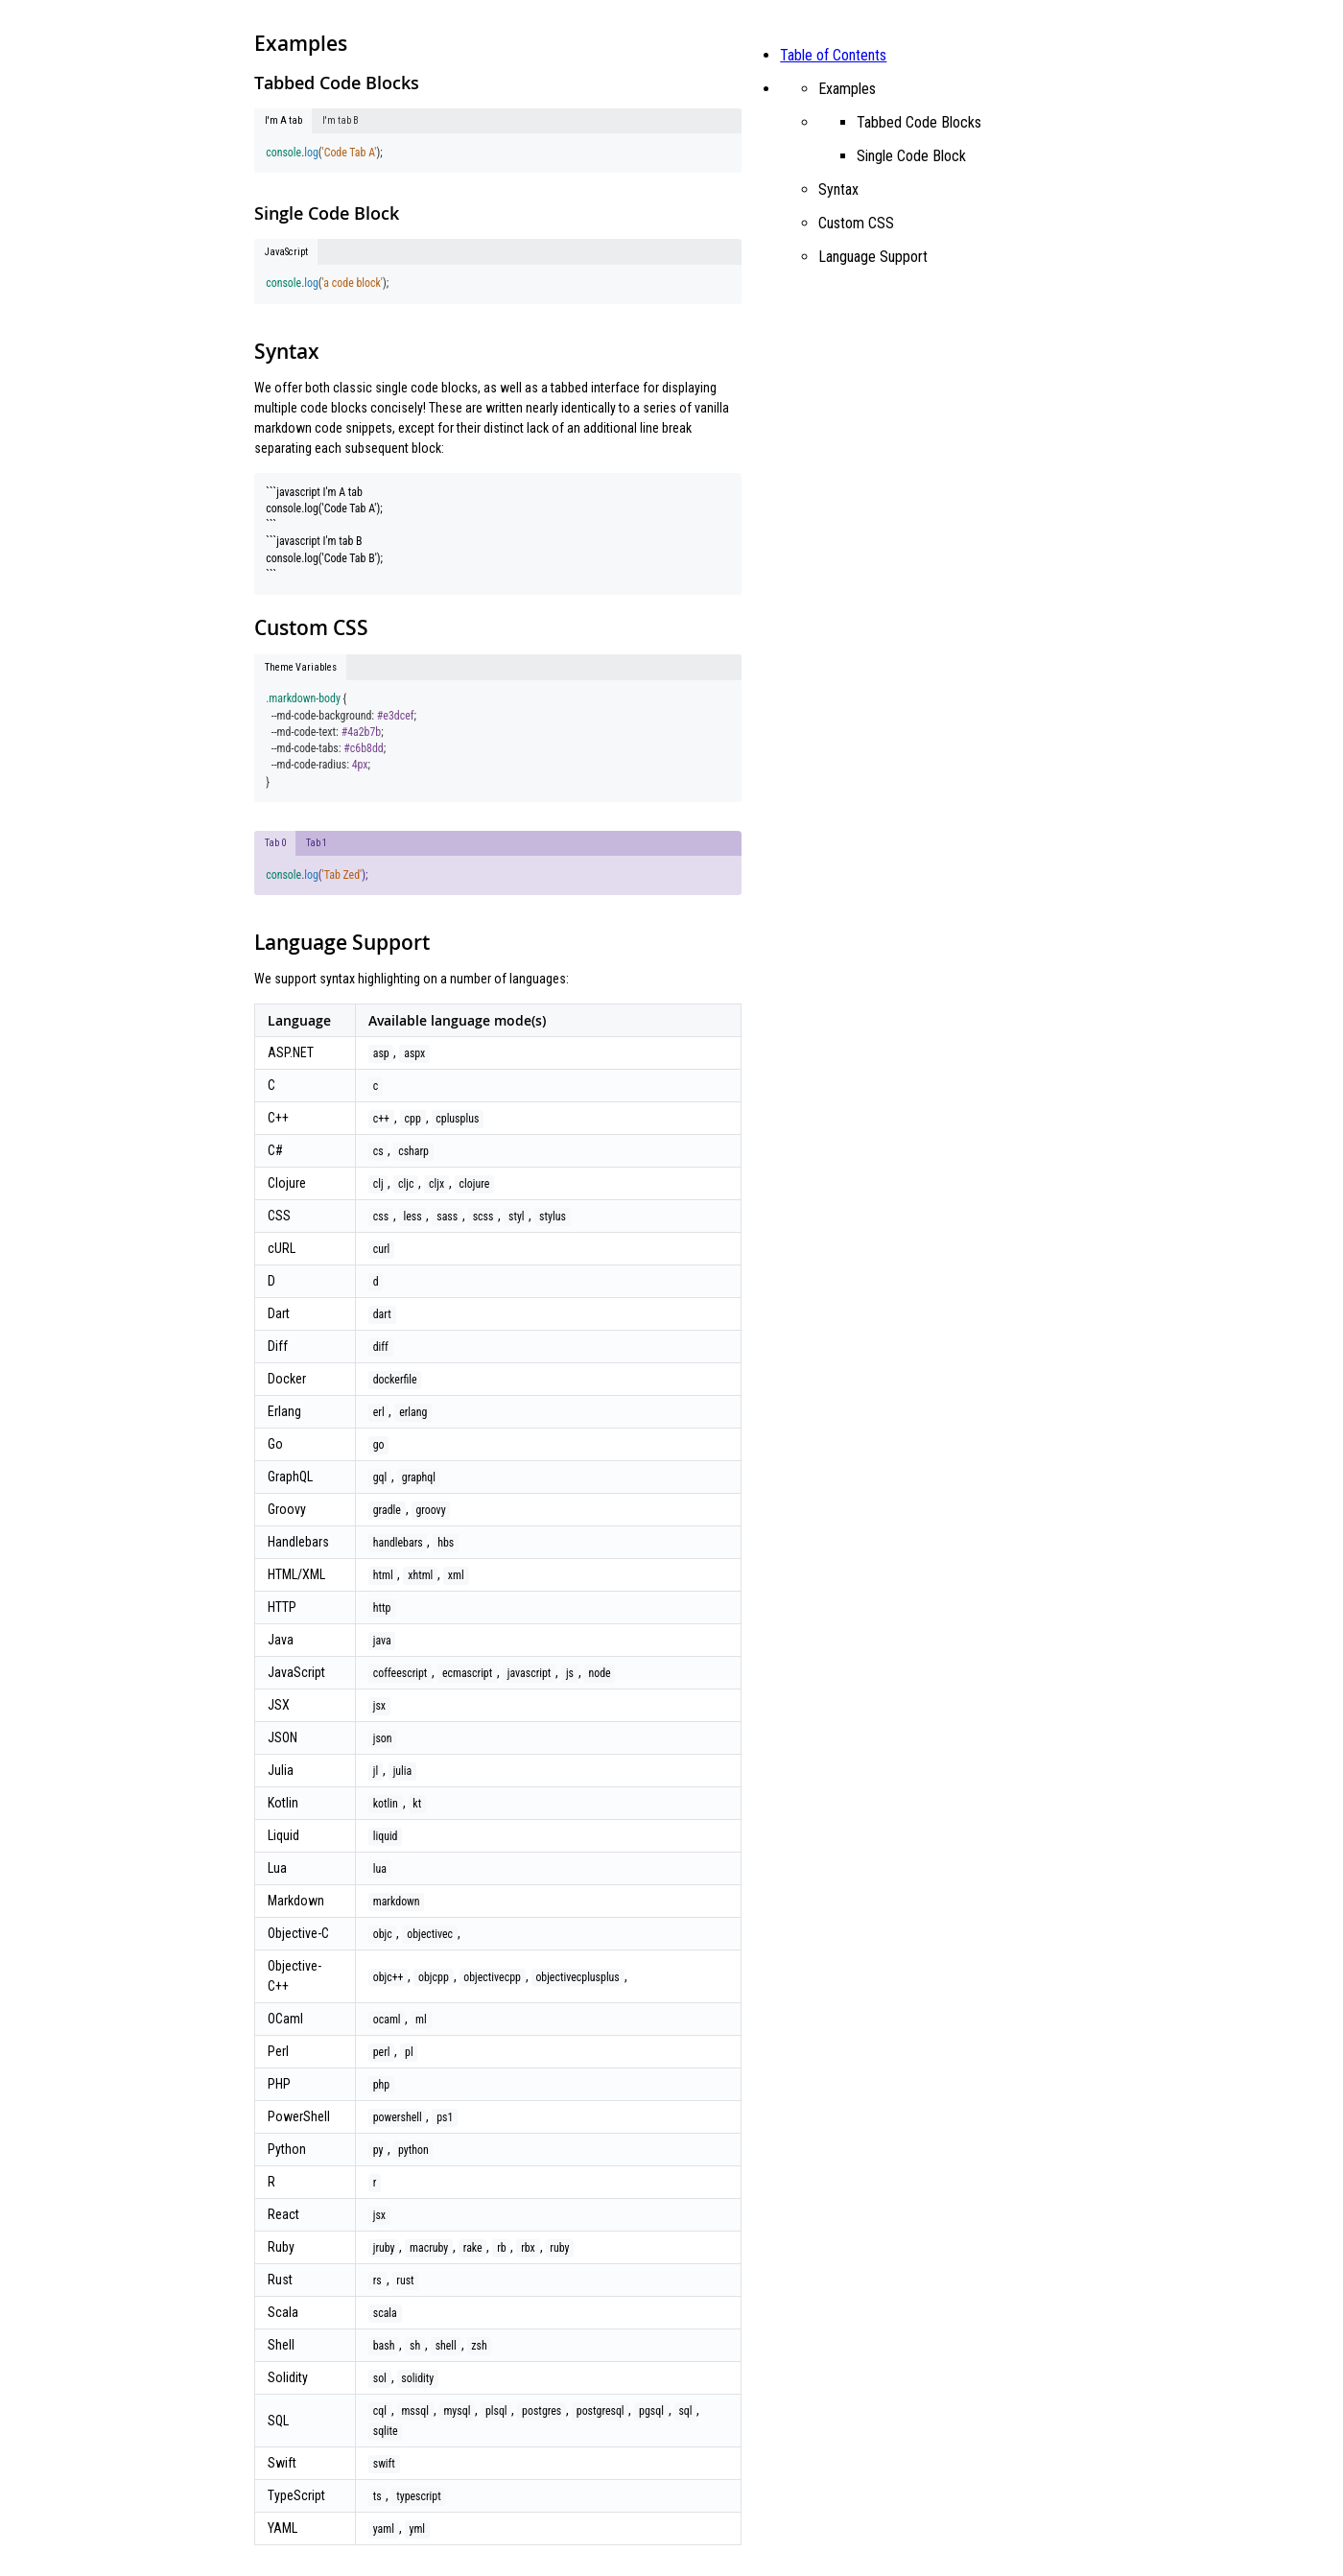 Examples
Tabbed Code Blocks
I'm A tab I'm tab B
console.log('Code Tab A');
Single Code Block
JavaScript
console.log('a code block');
Syntax
We offer both classic single code blocks, as well as a tabbed interface for displaying
multiple code blocks concisely! These are written nearly identically to a series of vanilla
markdown code snippets, except for their distinct lack of an additional line break
separating each subsequent block:
```javascript I'm A tab
console.log('Code Tab A');
```
```javascript I'm tab B
console.log('Code Tab B');
```
Custom CSS
Theme Variables
.markdown-body {
--md-code-background: #e3dcef;
--md-code-text: #4a2b7b;
--md-code-tabs: #c6b8dd;
--md-code-radius: 4px;
}
Tab 0 Tab 1
console.log('Tab Zed');
Language Support
We support syntax highlighting on a number of languages:
Language Available language mode(s)
ASP.NET asp , aspx
C c
C++ c++ , cpp , cplusplus
C# cs , csharp
Clojure clj , cljc , cljx , clojure
CSS css , less , sass , scss , styl , stylus
cURL curl
D d
Dart dart
Diff diff
Docker dockerfile
Erlang erl , erlang
Go go
GraphQL gql , graphql
Groovy gradle , groovy
Handlebars handlebars , hbs
HTML/XML html , xhtml , xml
HTTP http
Java java
JavaScript coffeescript , ecmascript , javascript , js , node
JSX jsx
JSON json
Julia jl , julia
Kotlin kotlin , kt
Liquid liquid
Lua lua
Markdown markdown
Objective-C objc , objectivec ,
Objective-
C++ objc++ , objcpp , objectivecpp , objectivecplusplus ,
OCaml ocaml , ml
Perl perl , pl
PHP php
PowerShell powershell , ps1
Python py , python
R r
React jsx
Ruby jruby , macruby , rake , rb , rbx , ruby
Rust rs , rust
Scala scala
Shell bash , sh , shell , zsh
Solidity sol , solidity
SQL cql , mssql , mysql , plsql , postgres , postgresql , pgsql , sql ,
sqlite
Swift swift
TypeScript ts , typescript
YAML yaml , yml
Table of Contents
Examples
Tabbed Code Blocks
Single Code Block
Syntax
Custom CSS
Language Support